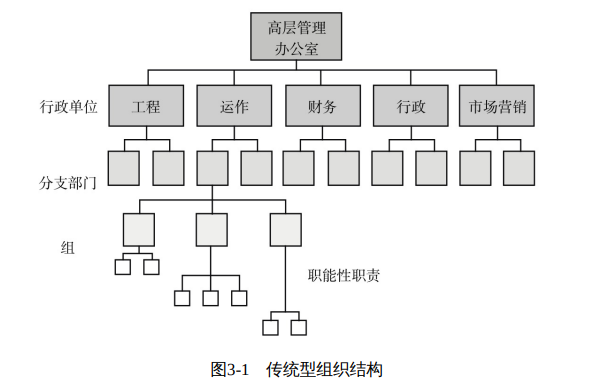 高层管理
办公室
行政单位
工程
运作
财务
行政
市场营销
分支部门
组
职能性职责
图3-1 传统型组织结构